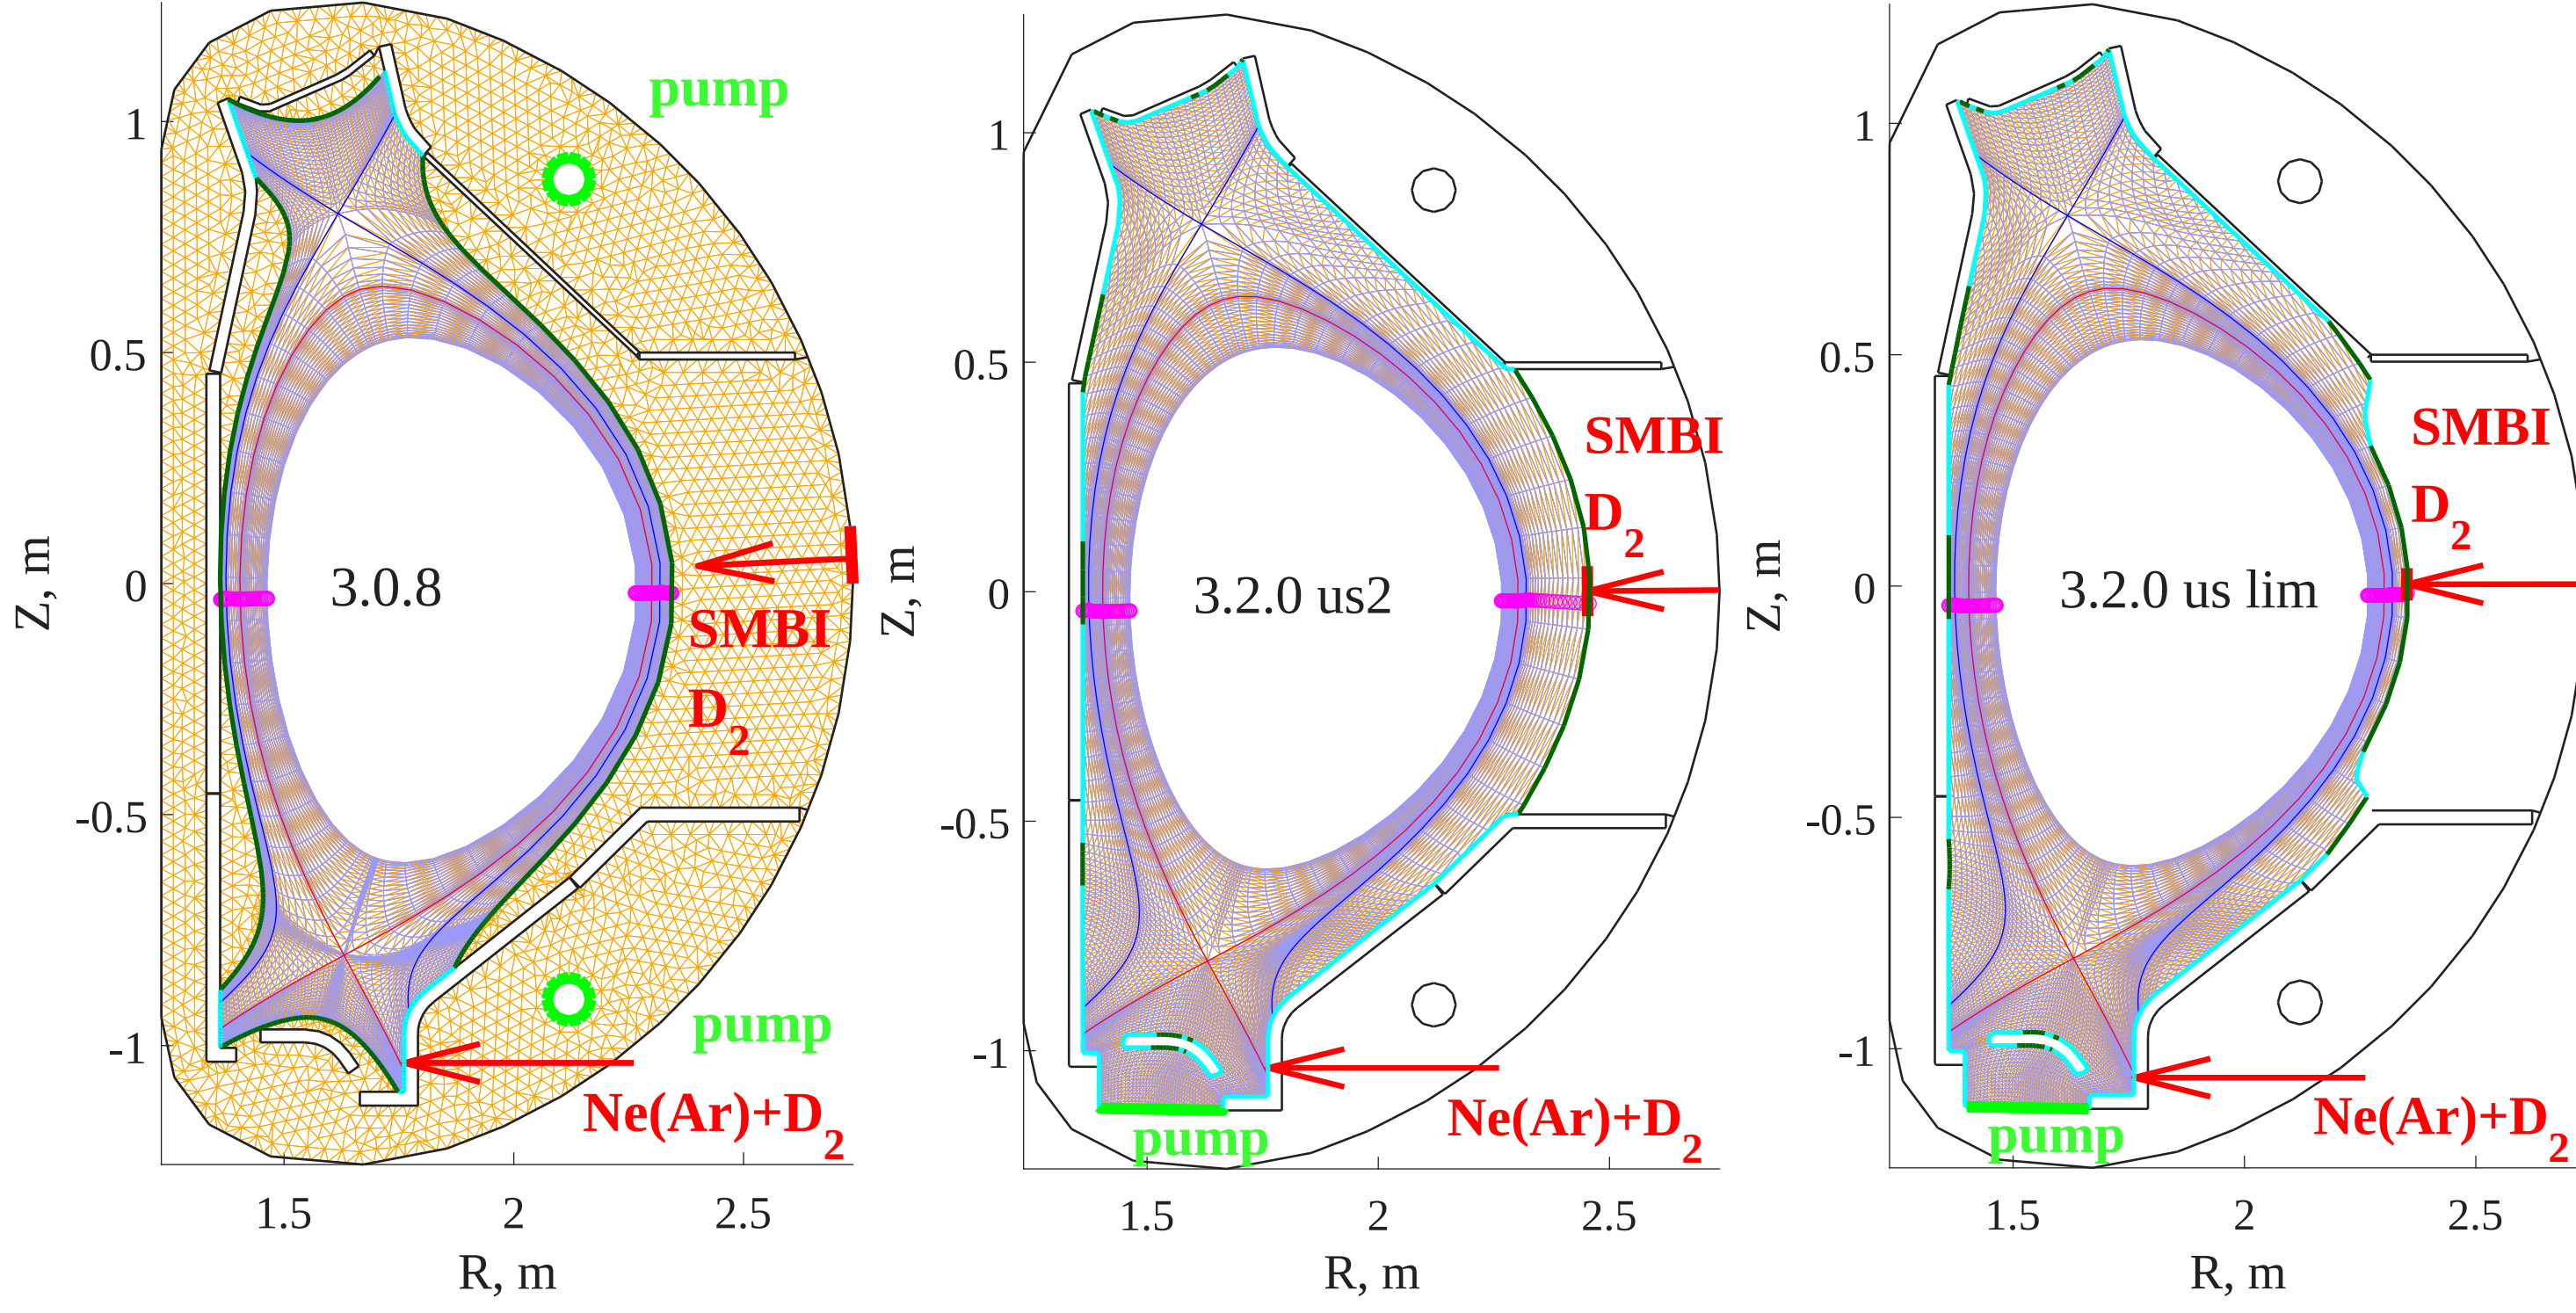 pump
1
0.5
0
-0.5
-1
Z, m
3.0.8
SMBI
D2
pump
Ne(Ar)+D2
1.5
2
2.5
R, m
1
0.5
0
-0.5
-1
Z, m
3.2.0 us2
SMBI
D2
pump
Ne(Ar)+D2
1.5
2
2.5
R, m
1
0.5
0
-0.5
-1
Z, m
3.2.0 us lim
SMBI
D2
pump
Ne(Ar)+D2
1.5
2
2.5
R, m